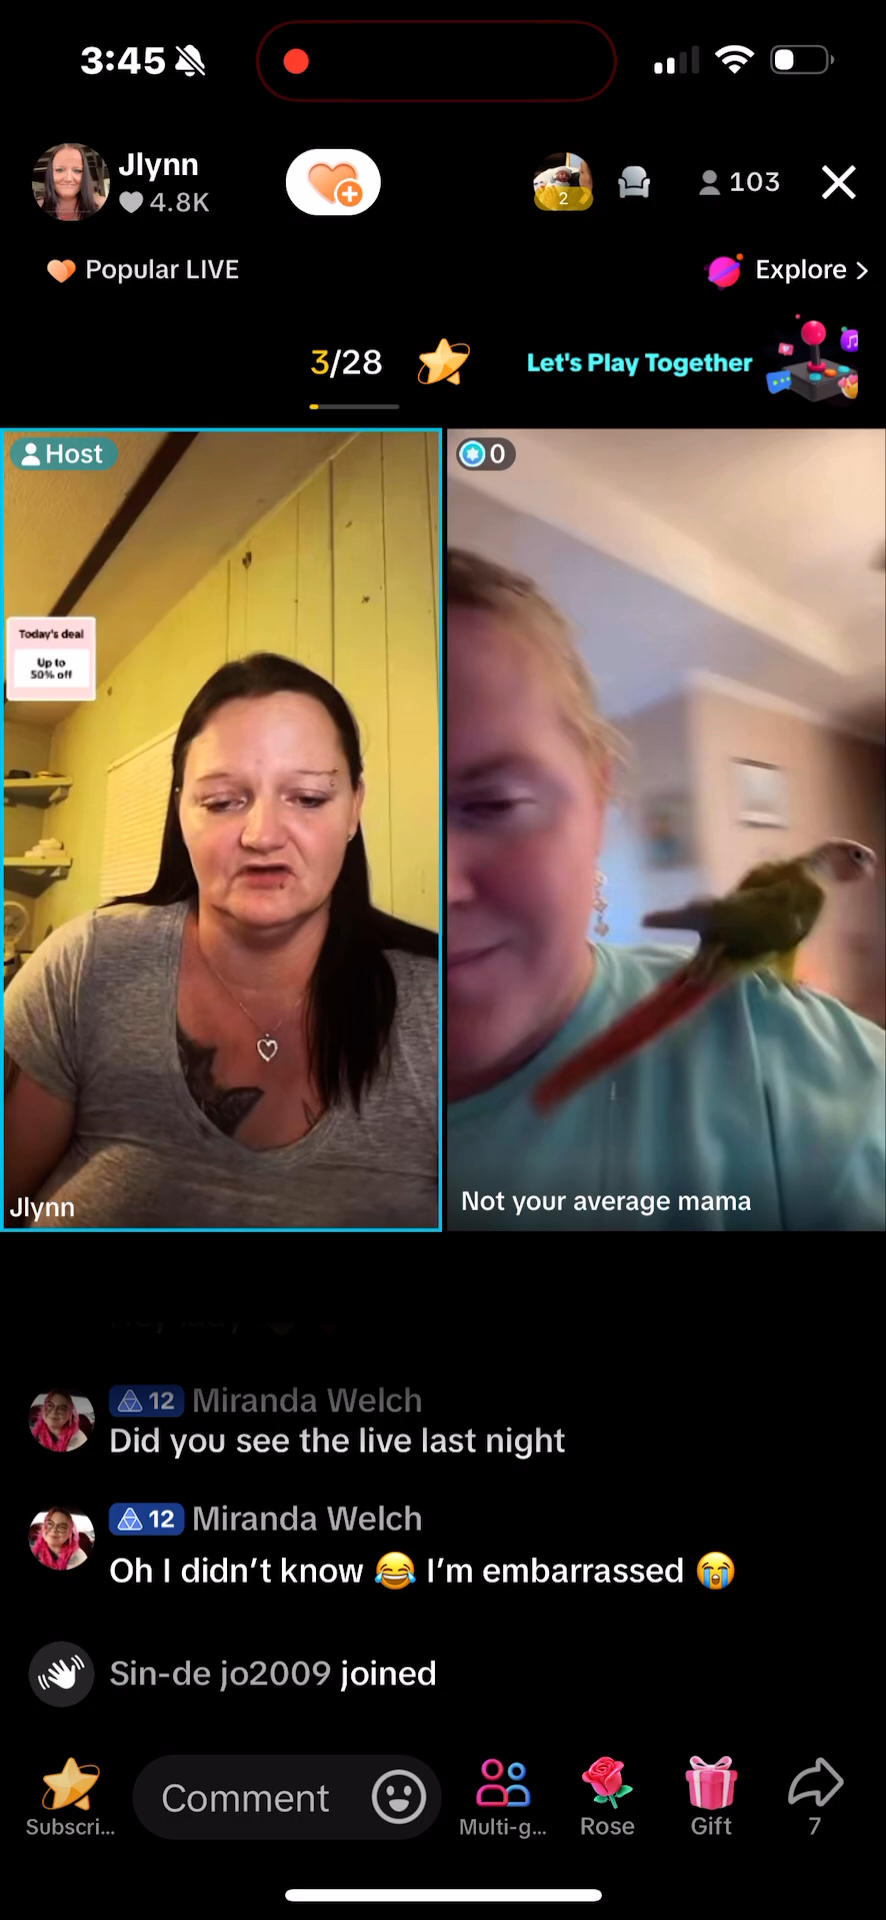 3:45
Jlynn
4.8K
2
103
Popular LIVE
Explore >
3/28
Let's Play Together
Host
0
Today's deal
Up to
50% off
Jlynn
Not your average mama
12 Miranda Welch
Did you see the live last night
12 Miranda Welch
Oh I didn't know 😂 I'm embarrassed 😭
Sin-de jo2009 joined
Comment
Subscri...
Multi-g...
Rose
Gift
7